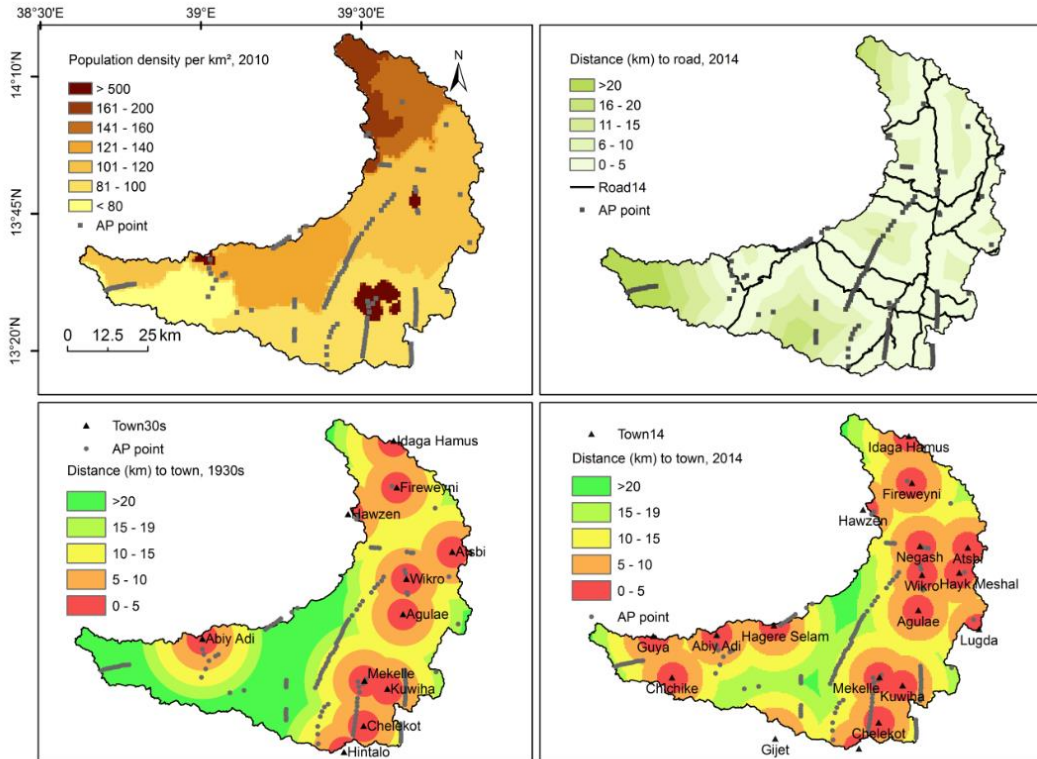 38°30'E
39°E
39°30'E
14°10'N
13°45'N
13°20'N
Population density per km², 2010
> 500
161 - 200
141 - 160
121 - 140
101 - 120
81 - 100
< 80
AP point
N
0 12.5 25 km
Distance (km) to road, 2014
>20
16 - 20
11 - 15
6 - 10
0 - 5
Road14
AP point
Town30s
AP point
Distance (km) to town, 1930s
>20
15 - 19
10 - 15
5 - 10
0 - 5
Idaga Hamus
Fireweyni
Hawzen
Atsbi
Wikro
Agulae
Abiy Adi
Mekelle
Kuwiha
Chelekot
Hintalo
Town14
Distance (km) to town, 2014
>20
15 - 19
10 - 15
5 - 10
0 - 5
AP point
Idaga Hamus
Fireweyni
Hawzen
Negash
Atsbi
Wikro
Hayk Meshal
Agulae
Lugda
Hagere Selam
Abiy Adi
Guya
Chichike
Mekelle
Kuwiha
Chelekot
Gijet